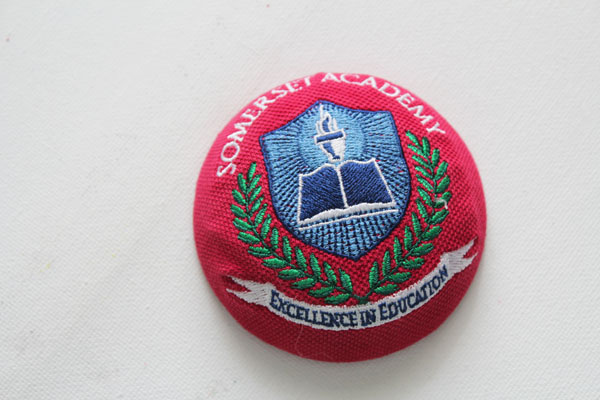 SOMERSET ACADEMY
EXCELLENCE IN EDUCATION